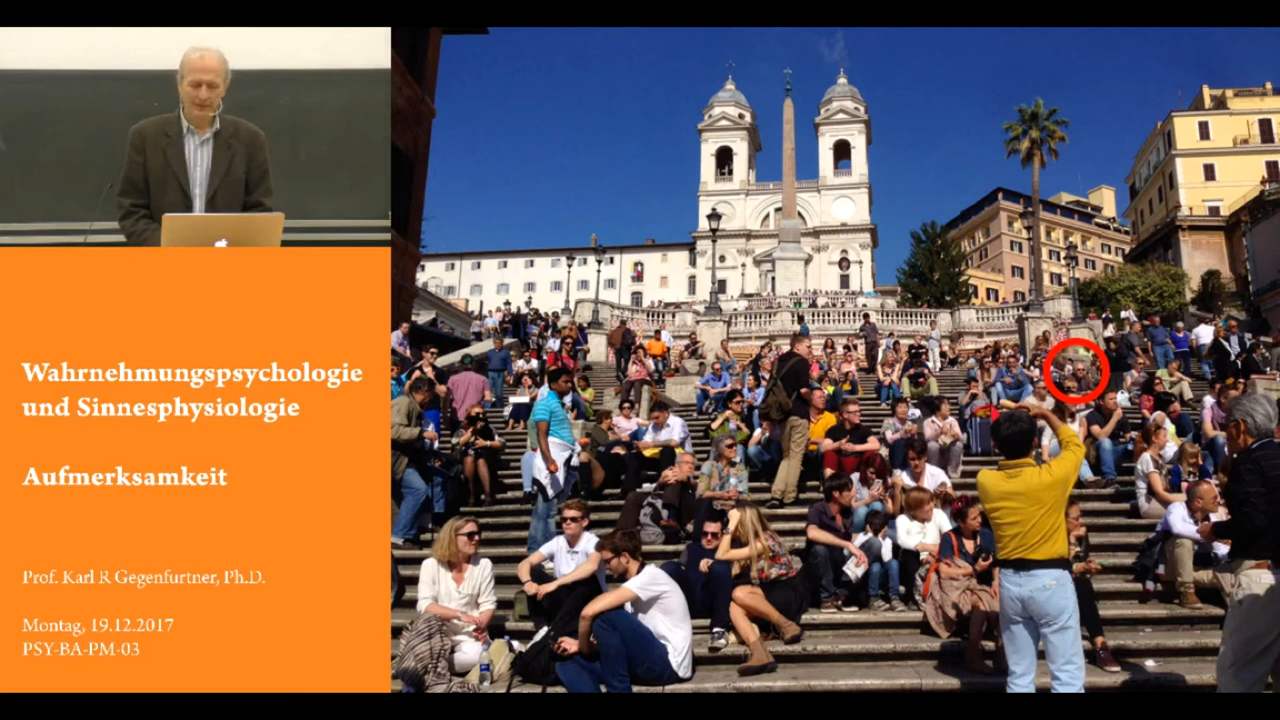 Wahrnehmungspsychologie
und Sinnesphysiologie
Aufmerksamkeit
Prof. Karl R Gegenfurtner, Ph.D.
Montag, 19.12.2017
PSY-BA-PM-03